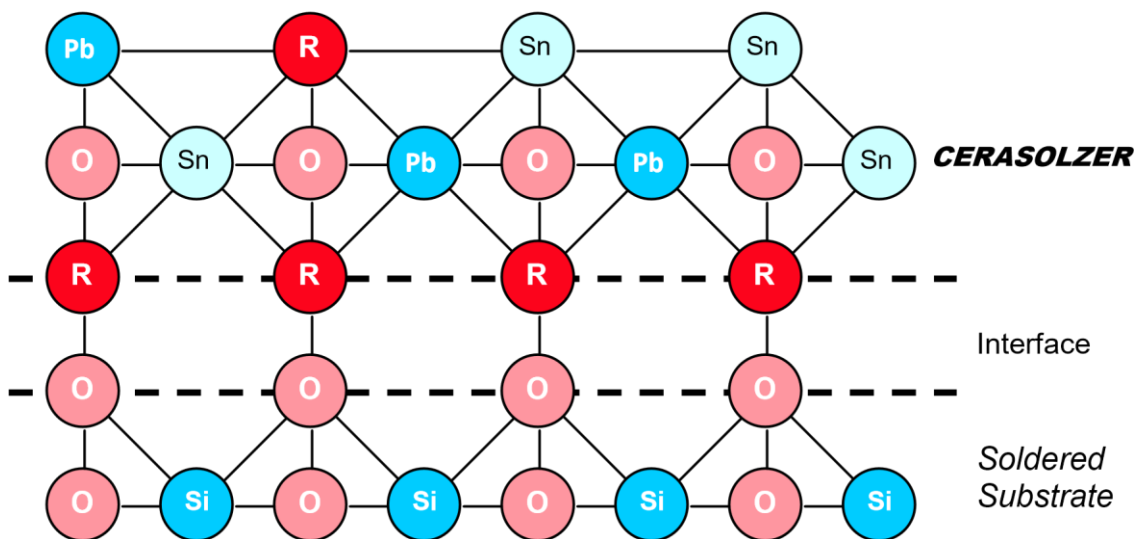 Pb R Sn Sn
O Sn O Pb O Pb O Sn CERASOLZER
R R R R
Interface
O O O O
Soldered
Substrate
O Si O Si O Si O Si